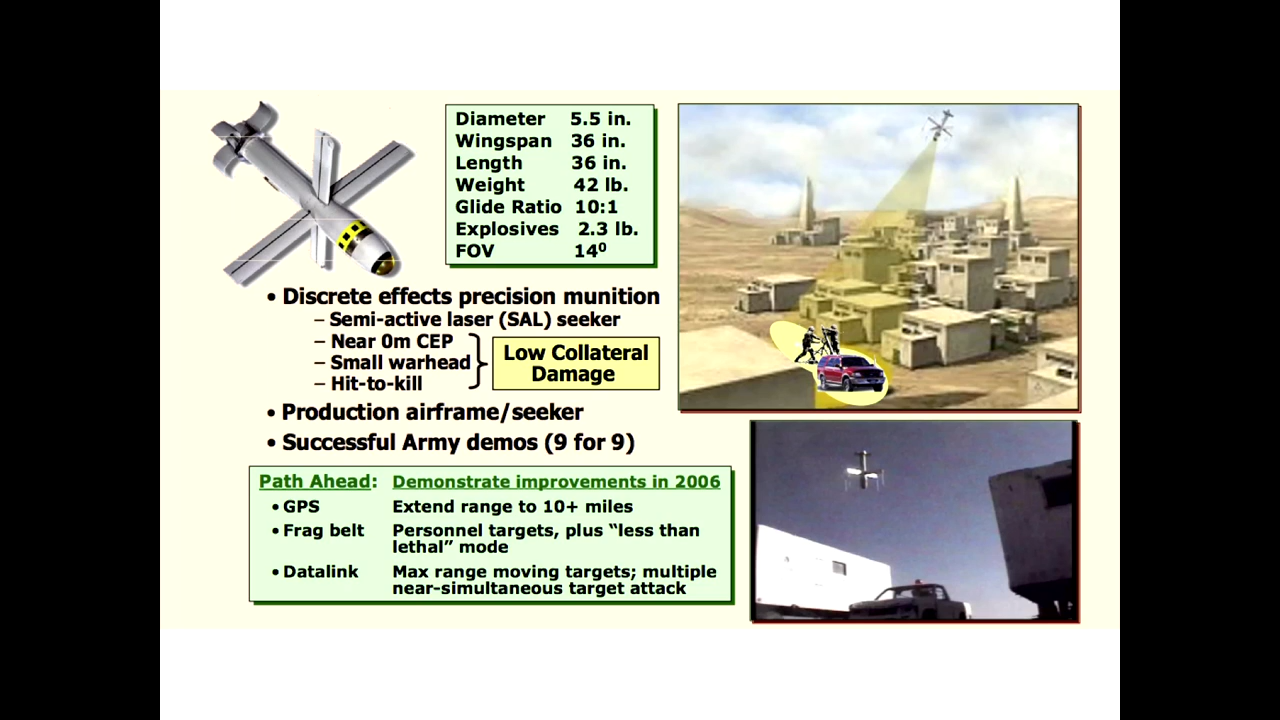 Diameter 5.5 in.
Wingspan 36 in.
Length 36 in.
Weight 42 lb.
Glide Ratio 10:1
Explosives 2.3 lb.
FOV 14⁰
• Discrete effects precision munition
– Semi-active laser (SAL) seeker
– Near 0m CEP
– Small warhead
– Hit-to-kill
Low Collateral
Damage
• Production airframe/seeker
• Successful Army demos (9 for 9)
Path Ahead: Demonstrate improvements in 2006
• GPS Extend range to 10+ miles
• Frag belt Personnel targets, plus “less than
lethal” mode
• Datalink Max range moving targets; multiple
near-simultaneous target attack